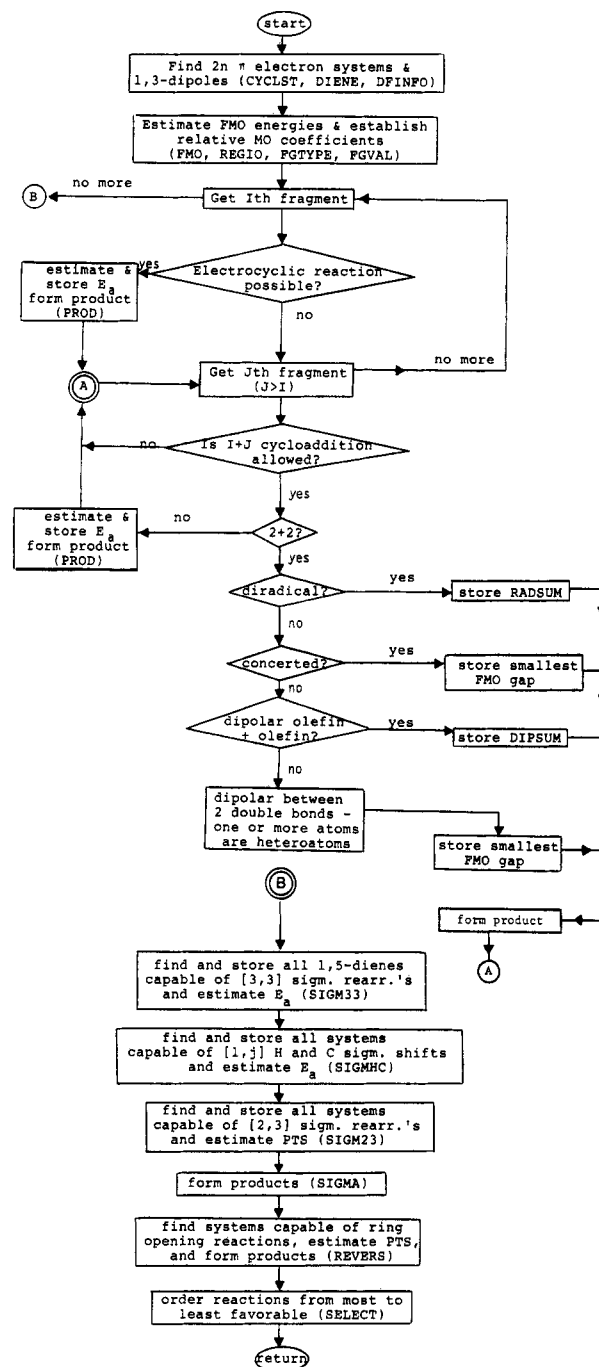 start
Find 2n π electron systems &
1,3-dipoles (CYCLST, DIENE, DFINFO)
Estimate FMO energies & establish
relative MO coefficients
(FMO, REGIO, FGTYPE, FGVAL)
B
no more
Get Ith fragment
yes
Electrocyclic reaction
possible?
estimate &
store Ea
form product
(PROD)
no
no more
A
Get Jth fragment
(J>I)
no
Is I+J cycloaddition
allowed?
yes
estimate &
store Ea
form product
(PROD)
no
2+2?
yes
diradical?
yes
store RADSUM
no
concerted?
yes
store smallest
FMO gap
no
dipolar olefin
+ olefin?
yes
store DIPSUM
no
dipolar between
2 double bonds -
one or more atoms
are heteroatoms
store smallest
FMO gap
B
form product
A
find and store all 1,5-dienes
capable of [3,3] sigm. rearr.'s
and estimate Ea (SIGM33)
find and store all systems
capable of [1,j] H and C sigm. shifts
and estimate Ea (SIGMHC)
find and store all systems
capable of [2,3] sigm. rearr.'s
and estimate PTS (SIGM23)
form products (SIGMA)
find systems capable of ring
opening reactions, estimate PTS,
and form products (REVERS)
order reactions from most to
least favorable (SELECT)
return